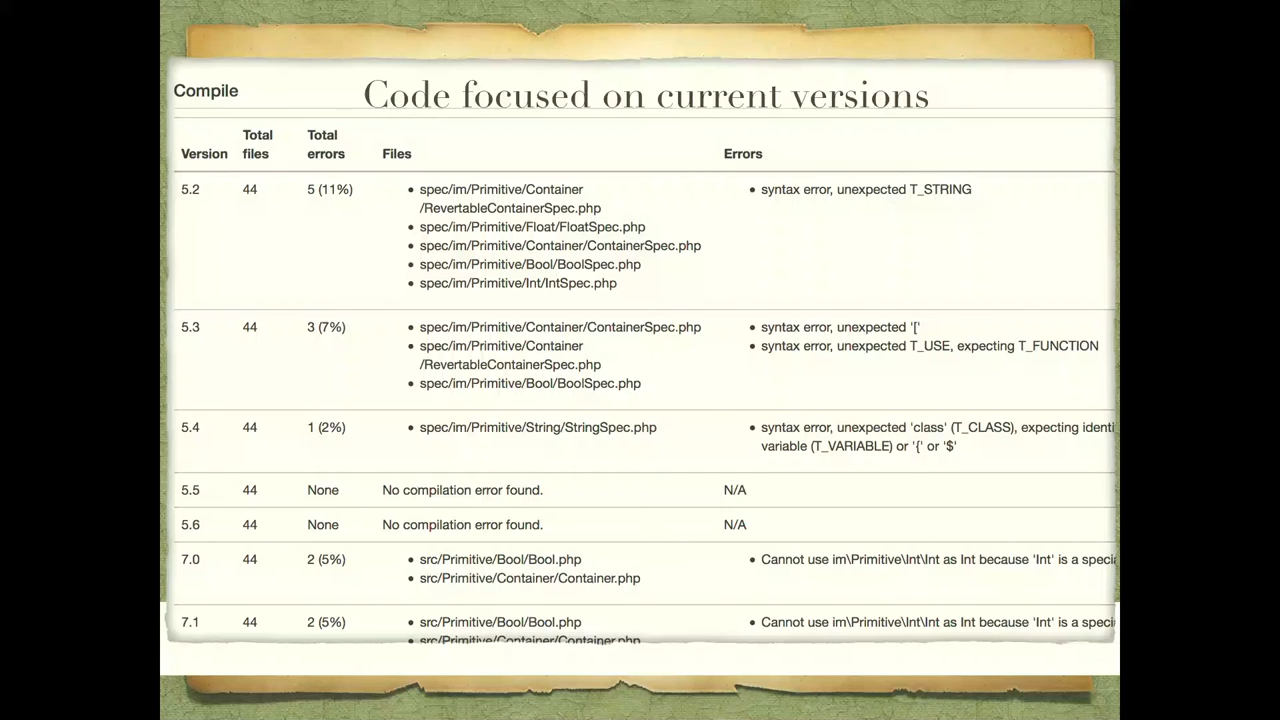 Compile
Code focused on current versions
Version
Total files
Total errors
Files
Errors
5.2
44
5 (11%)
• spec/im/Primitive/Container
/RevertableContainerSpec.php
• spec/im/Primitive/Float/FloatSpec.php
• spec/im/Primitive/Container/ContainerSpec.php
• spec/im/Primitive/Bool/BoolSpec.php
• spec/im/Primitive/Int/IntSpec.php
• syntax error, unexpected T_STRING
5.3
44
3 (7%)
• spec/im/Primitive/Container/ContainerSpec.php
• spec/im/Primitive/Container
/RevertableContainerSpec.php
• spec/im/Primitive/Bool/BoolSpec.php
• syntax error, unexpected '['
• syntax error, unexpected T_USE, expecting T_FUNCTION
5.4
44
1 (2%)
• spec/im/Primitive/String/StringSpec.php
• syntax error, unexpected 'class' (T_CLASS), expecting identi
variable (T_VARIABLE) or '{' or '$'
5.5
44
None
No compilation error found.
N/A
5.6
44
None
No compilation error found.
N/A
7.0
44
2 (5%)
• src/Primitive/Bool/Bool.php
• src/Primitive/Container/Container.php
• Cannot use im\Primitive\Int\Int as Int because 'Int' is a specia
7.1
44
2 (5%)
• src/Primitive/Bool/Bool.php
• src/Primitive/Container/Container.php
• Cannot use im\Primitive\Int\Int as Int because 'Int' is a speci